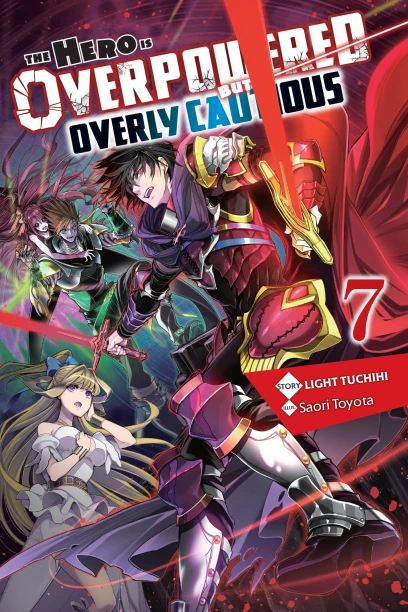 THE HERO IS
OVERPOWERED
BUT
OVERLY CAUTIOUS
7
STORY LIGHT TUCHIHI
ILLUS. Saori Toyota